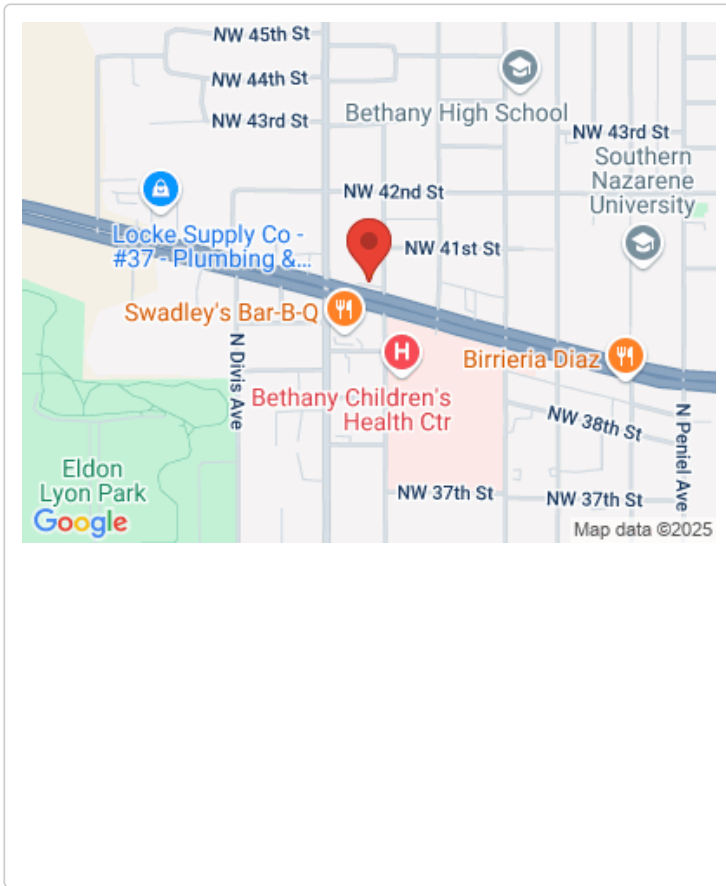 NW 45th St
NW 44th St
NW 43rd St
Bethany High School
NW 43rd St
Southern
Nazarene
University
NW 42nd St
Locke Supply Co -
#37 - Plumbing &...
NW 41st St
Swadley's Bar-B-Q
N Divis Ave
Birrieria Diaz
Bethany Children's
Health Ctr
NW 38th St
N Peniel Ave
Eldon
Lyon Park
NW 37th St
NW 37th St
Google
Map data ©2025
H